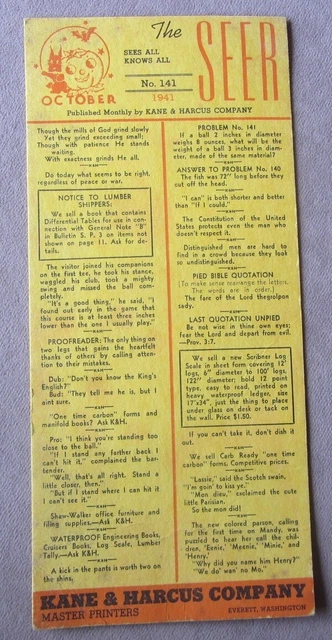 The
SEER
SEES ALL
KNOWS ALL
No. 141
1941
OCTOBER
Published Monthly by KANE & HARCUS COMPANY
Though the mills of God grind slowly
Yet they grind exceeding small;
Though with patience He stands
waiting,
With exactness grinds He all.
—K&H—
Do today what seems to be right,
regardless of peace or war.
NOTICE TO LUMBER
SHIPPERS:
We sell a book that contains
Differential Tables for use in con-
nection with General Note "B"
in Bulletin S. P. 3 on items not
shown on page 11. Ask for de-
tails.
The visitor joined his companions
on the first tee, he took his stance,
waggled his club, took a mighty
swing and missed the ball com-
pletely.
"It's a good thing," he said, "I
found out early in the game that
this course is at least three inches
lower than the one I usually play."
—K&H—
PROOFREADER: The only thing on
two legs that gains the heartfelt
thanks of others by calling atten-
tion to their mistakes.
—K&H—
Dub: "Don't you know the King's
English?"
Bud: "They tell me he is, but I
aint sure.
—K&H—
"One time carbon" forms and
manifold books? Ask K&H.
—K&H—
Pro: "I think you're standing too
close to the ball."
"If I stand any farther back I
can't hit it," complained the bar-
tender.
"Well, that's all right. Stand a
little closer, then."
"But if I stand where I can hit it
I can't see it."
—K&H—
Shaw-Walker office furniture and
filing supplies.—Ask K&H.
—K&H—
WATERPROOF Engineering Books,
Cruisers Books, Log Scale, Lumber
Tally.—Ask K&H.
—K&H—
A kick in the pants is worth two on
the shins.
PROBLEM No. 141
If a ball 2 inches in diameter
weighs 8 ounces, what will be the
weight of a ball 3 inches in diam-
eter, made of the same material?
—K&H—
ANSWER TO PROBLEM No. 140
The fish was 72" long before they
cut off the head.
—K&H—
"I can" is both shorter and better
than "If I could."
—K&H—
The Constitution of the United
States protects even the man who
doesn't respect it.
—K&H—
Distinguished men are hard to
find in a crowd because they look
so undistinguished.
—K&H—
PIED BIBLE QUOTATION
(To make sense rearrange the letters.
The words are in order.)
The fare of Lord
LAST QUOTATION UNPIED
Be not wise in thine own eyes;
fear the Lord and depart from evil.
—Prov. 3:7.
We sell a new Scribner Log
Scale in sheet form covering 12'
logs, 6" diameter to 100' logs,
122" diameter; bold 12 point
type, easy to read, printed on
heavy waterproof ledger, size
17"x34", just the thing to place
under glass on desk or tack on
the wall. Price $1.50.
If you can't take it, don't dish it
out.
—K&H—
We sell Carb Ready "one time
carbon" forms. Competitive prices.
—K&H—
"Lassie," said the Scotch swain,
"I'm goin' to kiss ye."
"Mon dieu," exclaimed the cute
little Parisian.
So the mon did!
—K&H—
The new colored parson, calling
for the first time on Mandy, was
puzzled to hear her call the chil-
dren, 'Eenie,' 'Meenie,' 'Minie,' and
'Henry.'
"Why did you name him Henry?"
"We do' wan' no Mo."
KANE & HARCUS COMPANY
MASTER PRINTERS
EVERETT, WASHINGTON